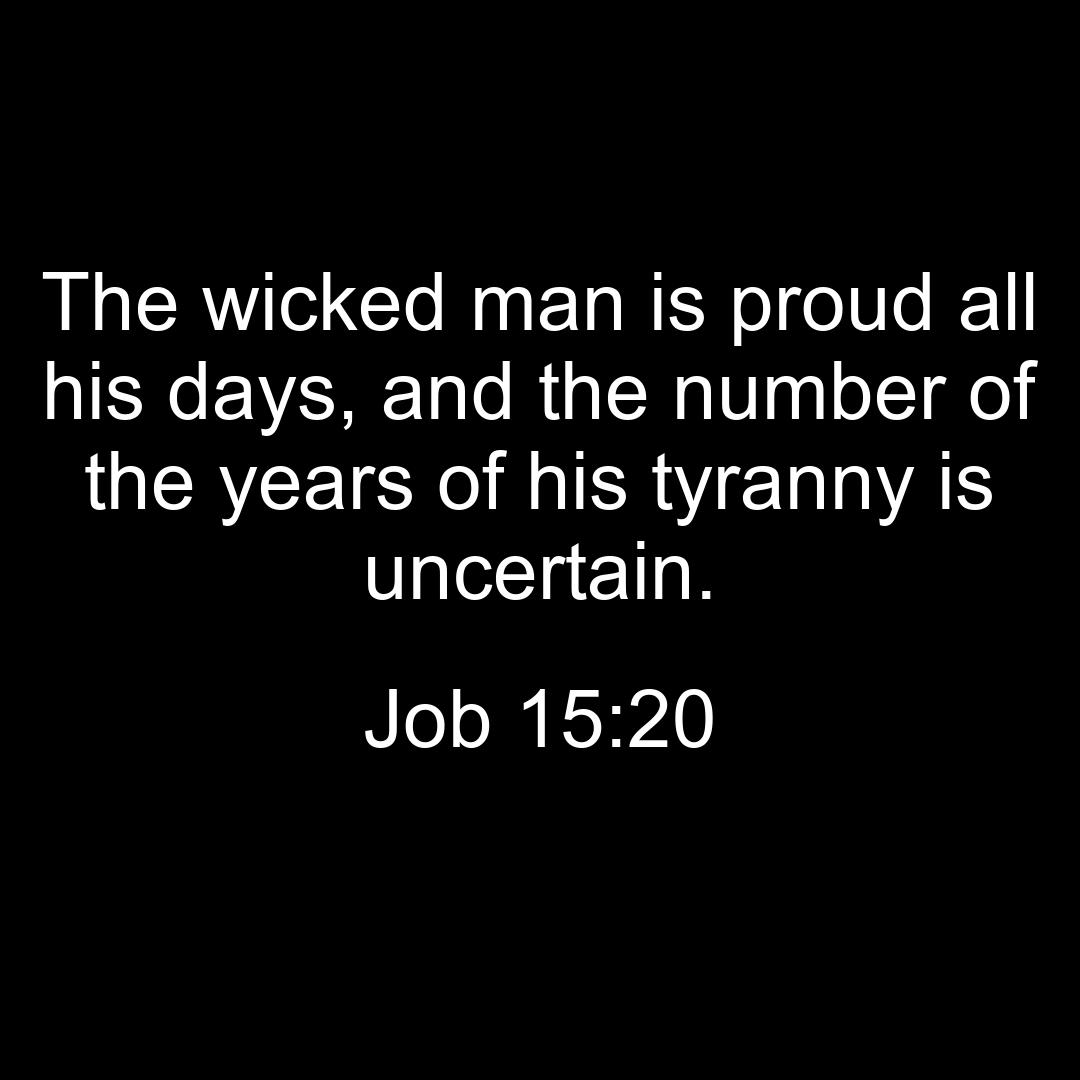 The wicked man is proud all
his days, and the number of
the years of his tyranny is
uncertain.
Job 15:20